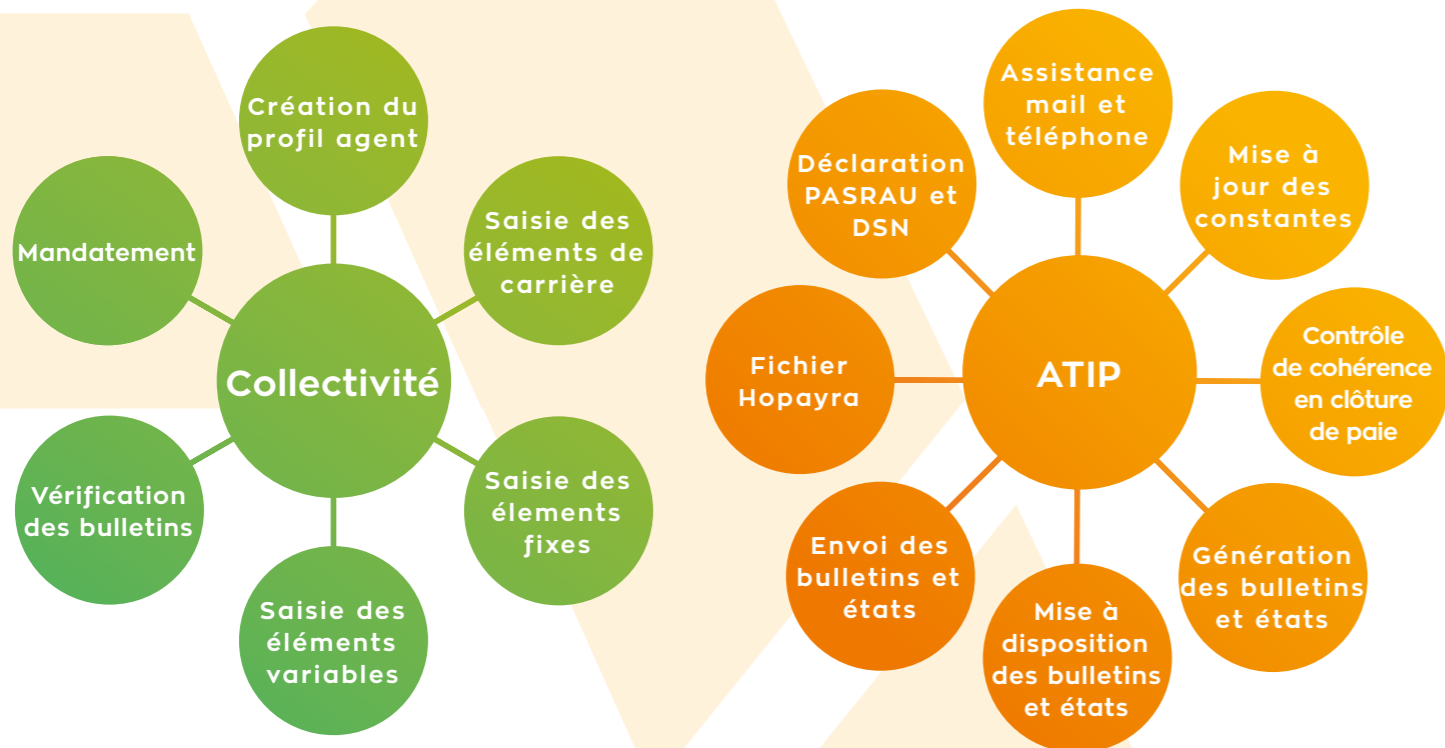 Collectivité
Création du
profil agent
Saisie des
éléments de
carrière
Saisie des
élements
fixes
Saisie des
éléments
variables
Vérification
des bulletins
Mandatement
ATIP
Assistance
mail et
téléphone
Mise à
jour des
constantes
Contrôle
de cohérence
en clôture
de paie
Génération
des bulletins
et états
Mise à
disposition
des bulletins
et états
Envoi des
bulletins et
états
Fichier
Hopayra
Déclaration
PASRAU et
DSN